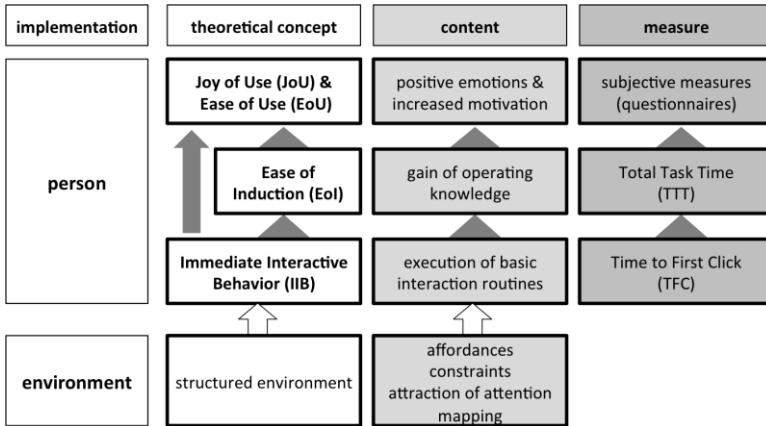 implementation
theoretical concept
content
measure
person
Joy of Use (JoU) &
Ease of Use (EoU)
positive emotions &
increased motivation
subjective measures
(questionnaires)
Ease of
Induction (EoI)
gain of operating
knowledge
Total Task Time
(TTT)
Immediate Interactive
Behavior (IIB)
execution of basic
interaction routines
Time to First Click
(TFC)
environment
structured environment
affordances
constraints
attraction of attention
mapping